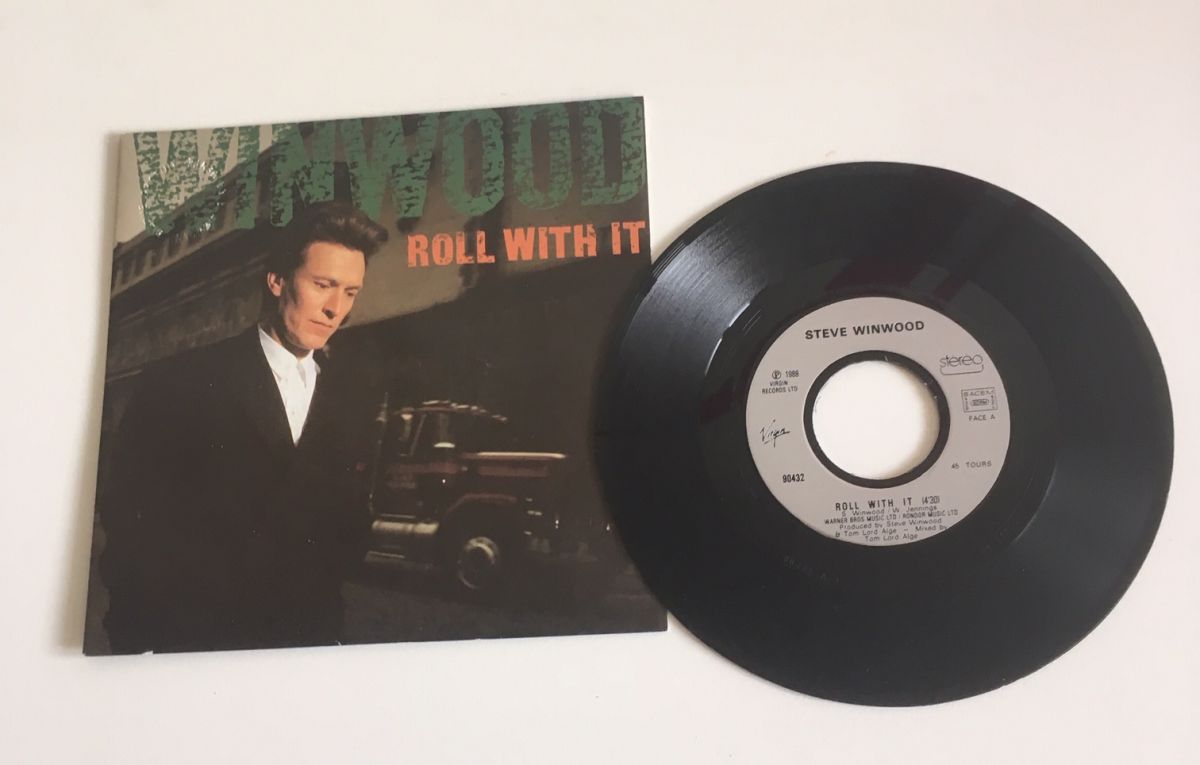 WINWOOD
ROLL WITH IT
STEVE WINWOOD
stereo
℗ 1988
VIRGIN
RECORDS LTD
SACEM
FACE A
Virgin
45 TOURS
90432
ROLL WITH IT (4'30)
S. Winwood / W. Jennings
WARNER BROS MUSIC LTD / RONDOR MUSIC LTD
Produced by Steve Winwood
& Tom Lord Alge - Mixed by
Tom Lord Alge